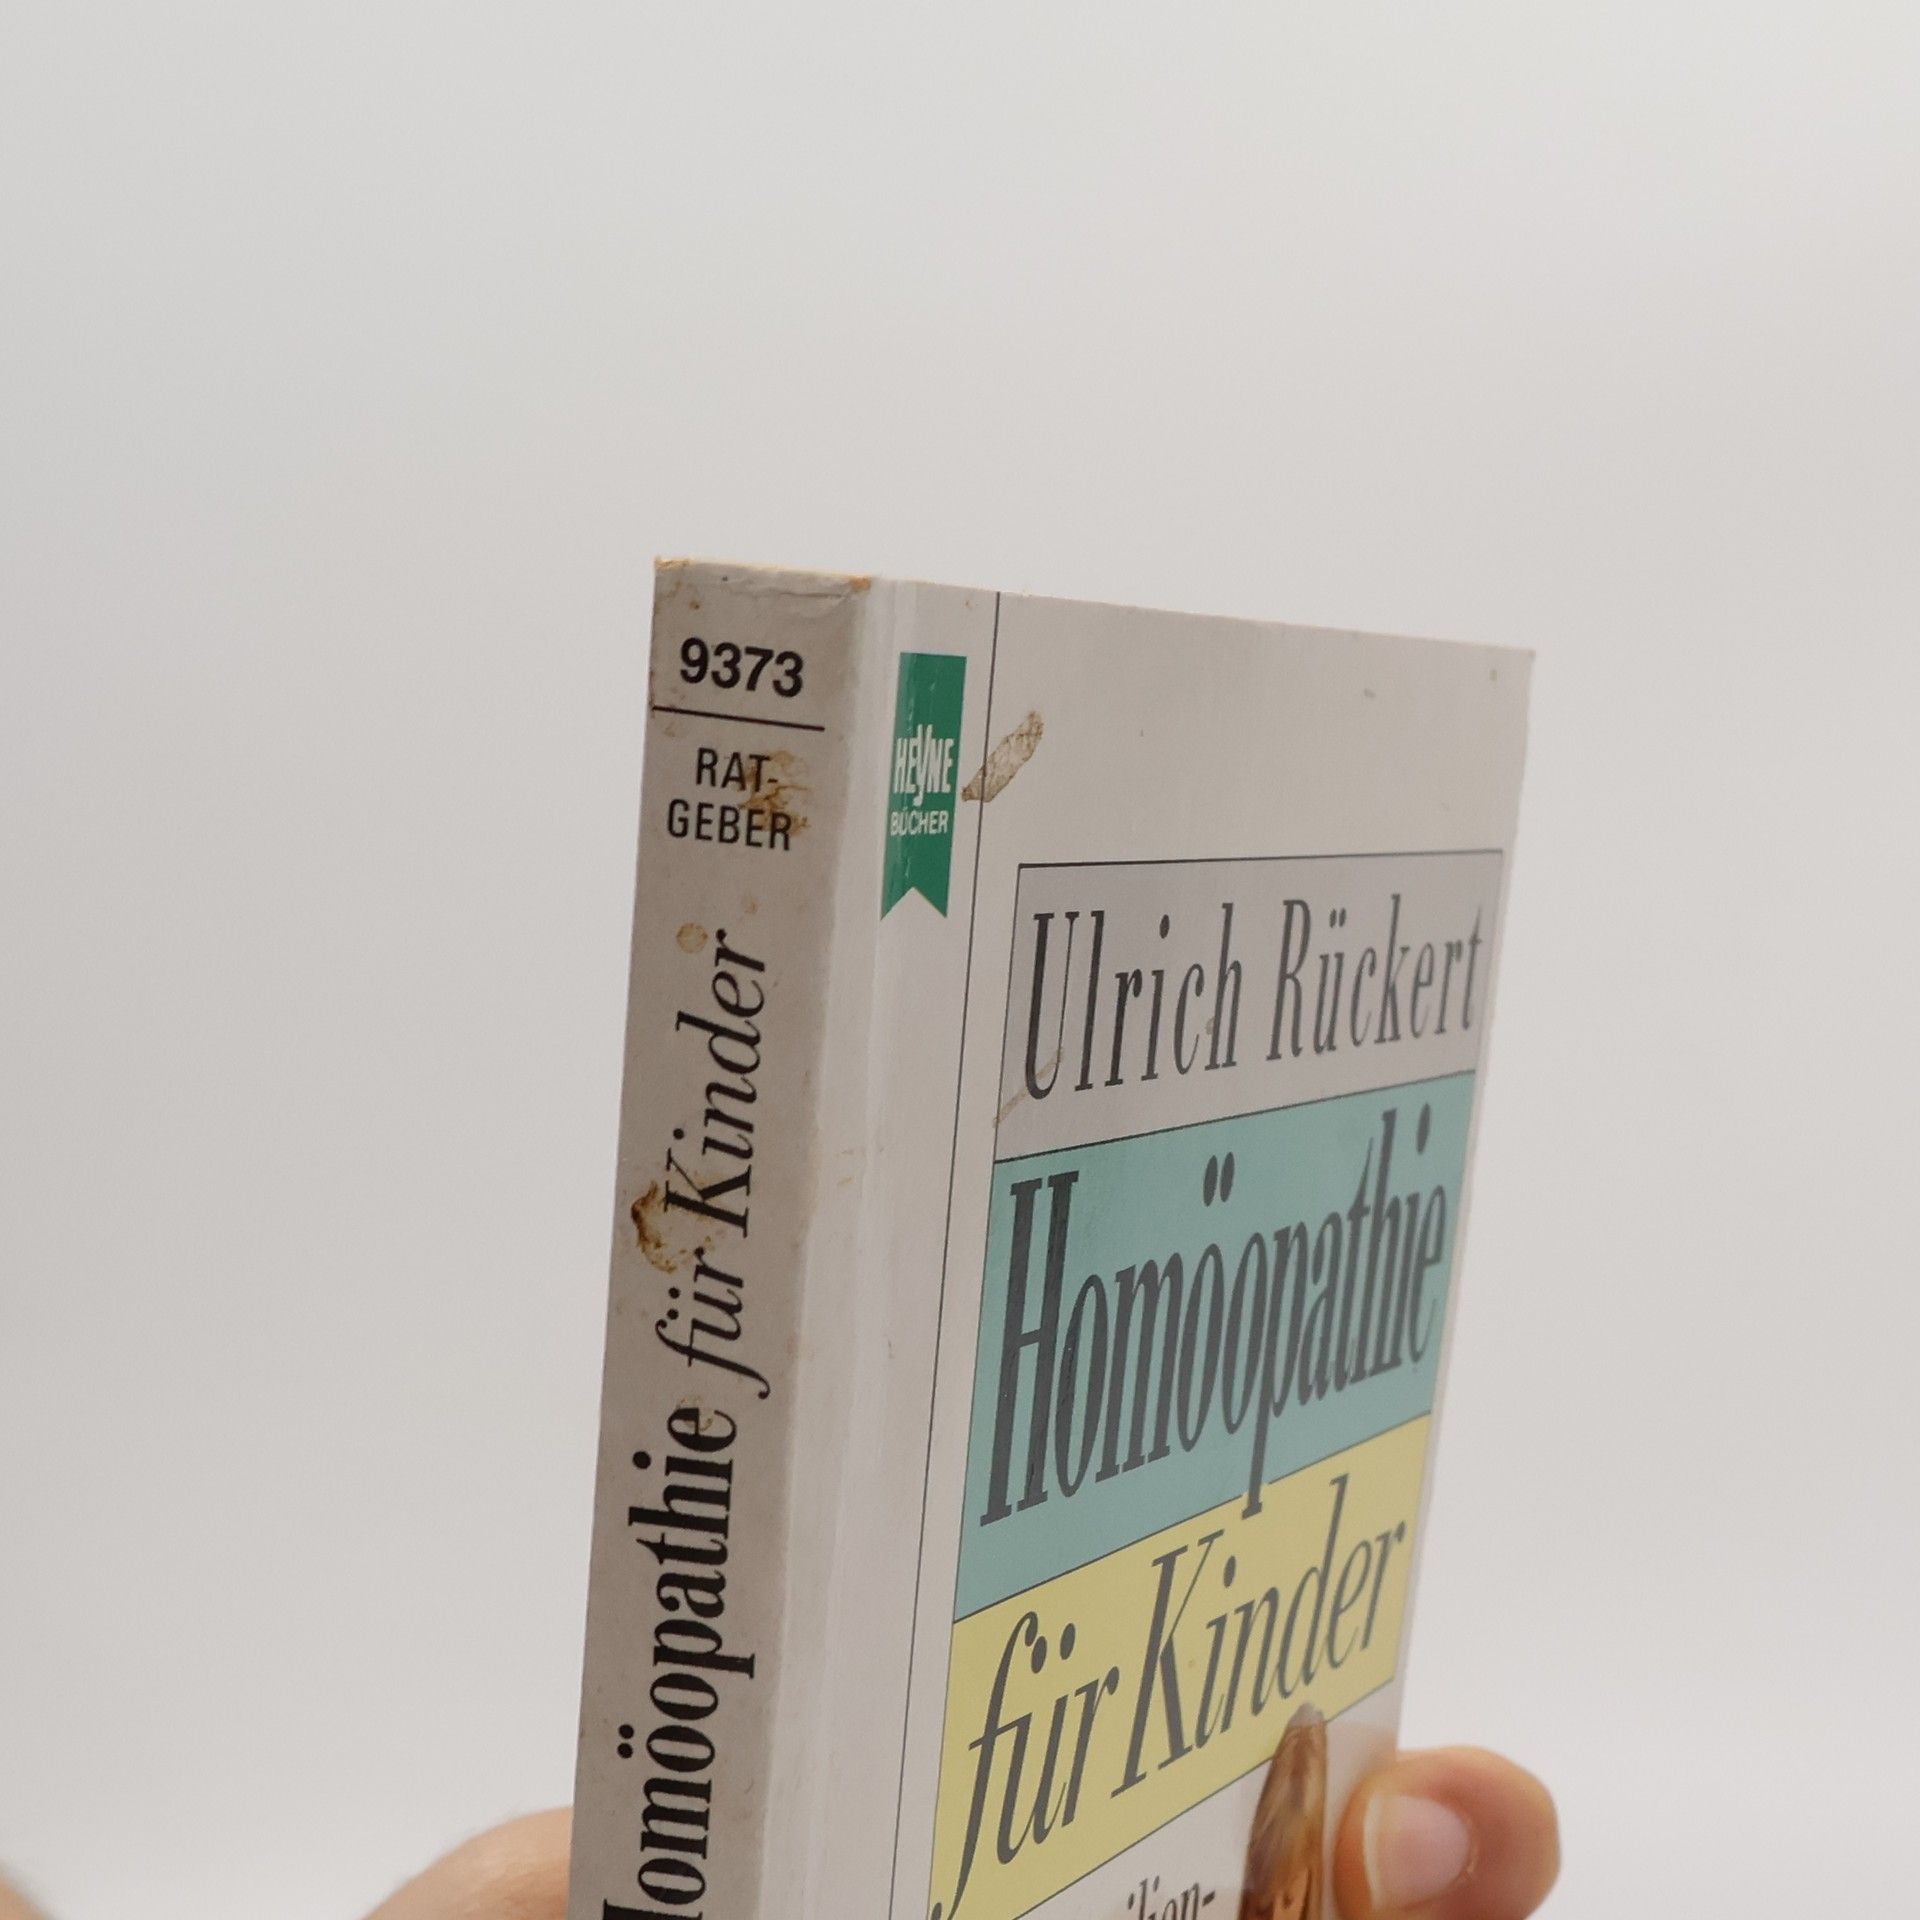 9373
RAT-
GEBER
Homöopathie für Kinder
HEYNE
BÜCHER
Ulrich Rückert
Homöopathie
für Kinder